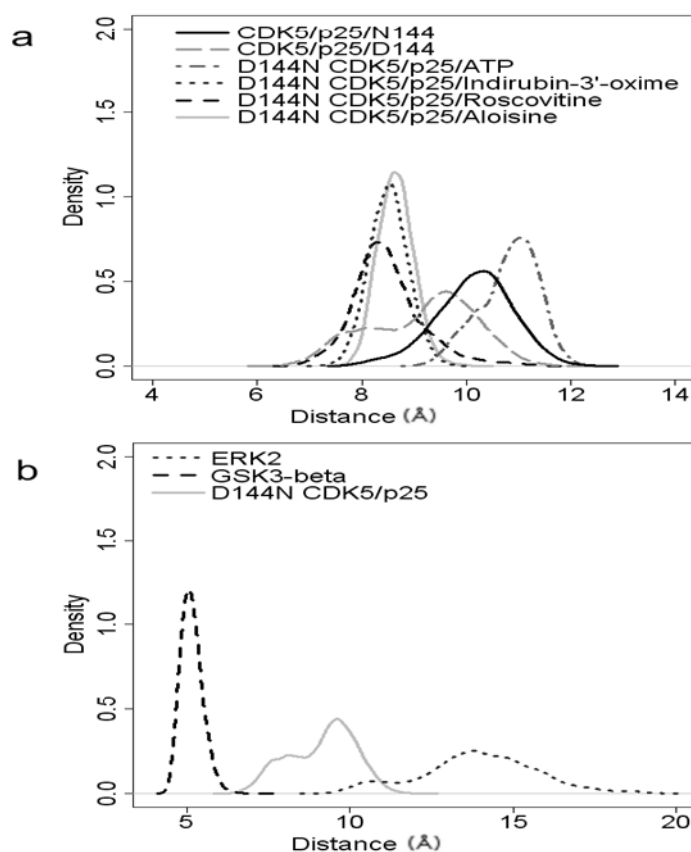 a
CDK5/p25/N144
CDK5/p25/D144
D144N CDK5/p25/ATP
D144N CDK5/p25/Indirubin-3'-oxime
D144N CDK5/p25/Roscovitine
D144N CDK5/p25/Aloisine
Density
2.0
1.5
1.0
0.5
0.0
4 6 8 10 12 14
Distance (Å)
b
ERK2
GSK3-beta
D144N CDK5/p25
Density
2.0
1.5
1.0
0.5
0.0
5 10 15 20
Distance (Å)